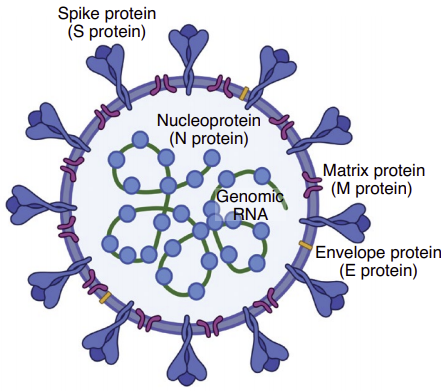 Spike protein
(S protein)
Nucleoprotein
(N protein)
Genomic
RNA
Matrix protein
(M protein)
Envelope protein
(E protein)